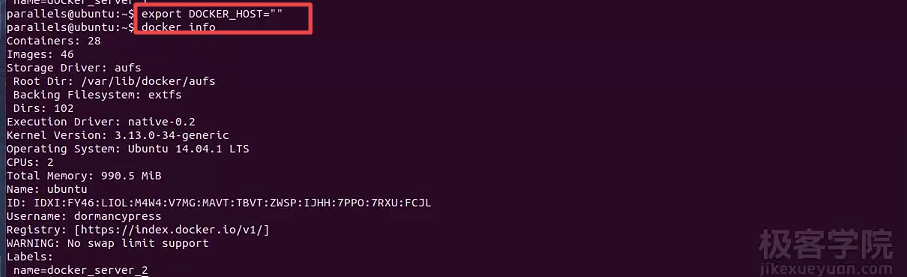 name=docker_server_1
parallels@ubuntu:~$ export DOCKER_HOST=""
parallels@ubuntu:~$ docker info
Containers: 28
Images: 46
Storage Driver: aufs
 Root Dir: /var/lib/docker/aufs
 Backing Filesystem: extfs
 Dirs: 102
Execution Driver: native-0.2
Kernel Version: 3.13.0-34-generic
Operating System: Ubuntu 14.04.1 LTS
CPUs: 2
Total Memory: 990.5 MiB
Name: ubuntu
ID: IDXI:FY46:LIOL:M4W4:V7MG:MAVT:TBVT:ZWSP:IJHH:7PPO:7RXU:FCJL
Username: dormancypress
Registry: [https://index.docker.io/v1/]
WARNING: No swap limit support
Labels:
 name=docker_server_2
极客学院
jikexueyuan.com